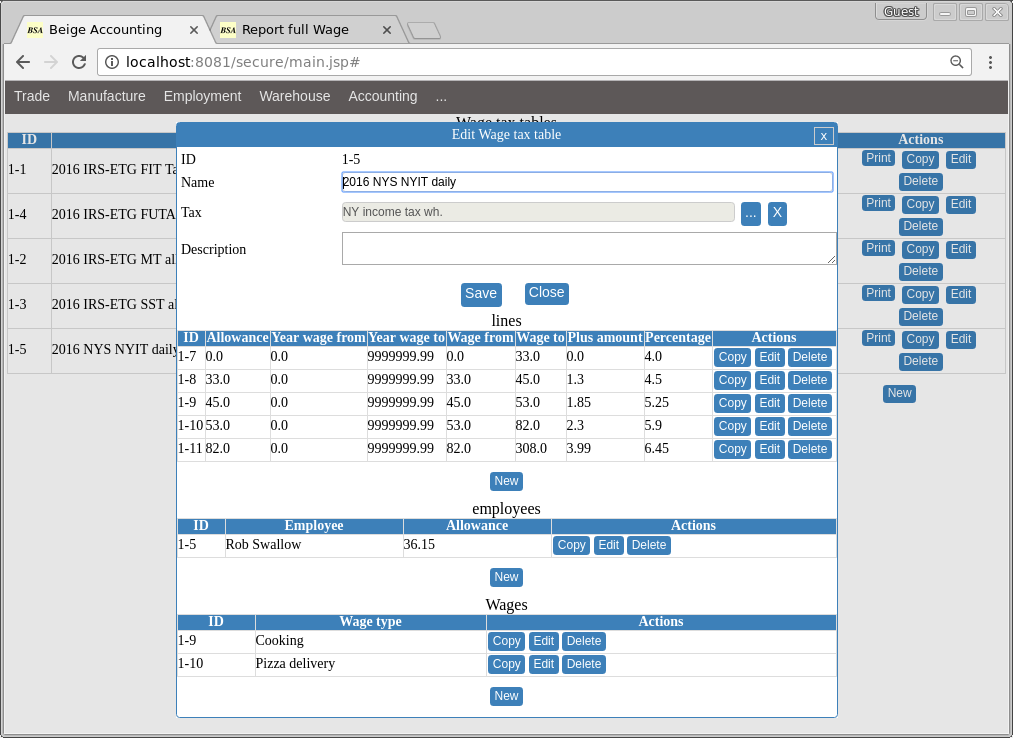 Guest
BSA Beige Accounting
BSA Report full Wage
localhost:8081/secure/main.jsp#
Trade Manufacture Employment Warehouse Accounting ...
Edit Wage tax table x
ID Actions
ID 1-5
Name 2016 NYS NYIT daily
Tax NY income tax wh. ... X
Description
Save Close
1-1 2016 IRS-ETG FIT Print Copy Edit Delete
1-4 2016 IRS-ETG FUTA Print Copy Edit Delete
1-2 2016 IRS-ETG MT Print Copy Edit Delete
1-3 2016 IRS-ETG SST Print Copy Edit Delete
1-5 2016 NYS NYIT daily Print Copy Edit Delete
New
lines
ID Allowance Year wage from Year wage to Wage from Wage to Plus amount Percentage Actions
1-7 0.0 0.0 9999999.99 0.0 33.0 0.0 4.0 Copy Edit Delete
1-8 33.0 0.0 9999999.99 33.0 45.0 1.3 4.5 Copy Edit Delete
1-9 45.0 0.0 9999999.99 45.0 53.0 1.85 5.25 Copy Edit Delete
1-10 53.0 0.0 9999999.99 53.0 82.0 2.3 5.9 Copy Edit Delete
1-11 82.0 0.0 9999999.99 82.0 308.0 3.99 6.45 Copy Edit Delete
New
employees
ID Employee Allowance Actions
1-5 Rob Swallow 36.15 Copy Edit Delete
New
Wages
ID Wage type Actions
1-9 Cooking Copy Edit Delete
1-10 Pizza delivery Copy Edit Delete
New